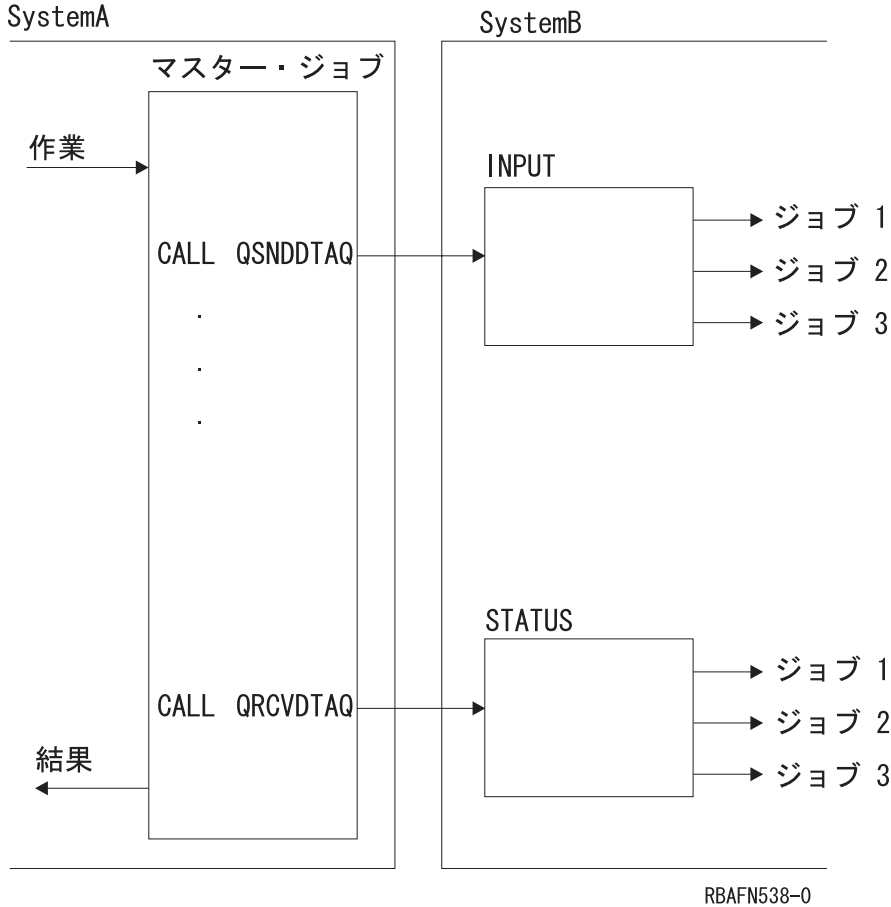 SystemA
SystemB
マスター・ジョブ
作業
INPUT
ジョブ 1
CALL QSNDDTAQ
ジョブ 2
ジョブ 3
.
.
.
STATUS
ジョブ 1
CALL QRCVDTAQ
ジョブ 2
結果
ジョブ 3
RBAFN538-0